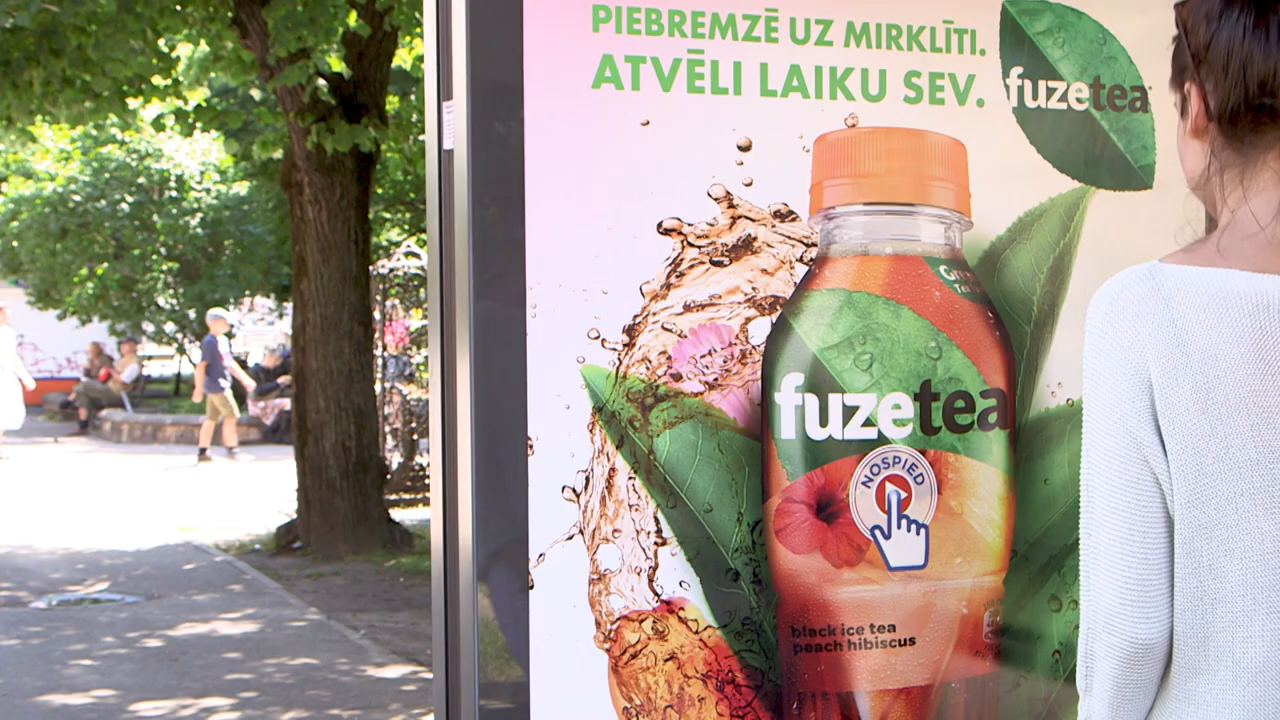 PIEBREMZĒ UZ MIRKLĪTI.
ATVĒLI LAIKU SEV.
fuzetea
fuzetea
NOSPIED
black ice tea
peach hibiscus